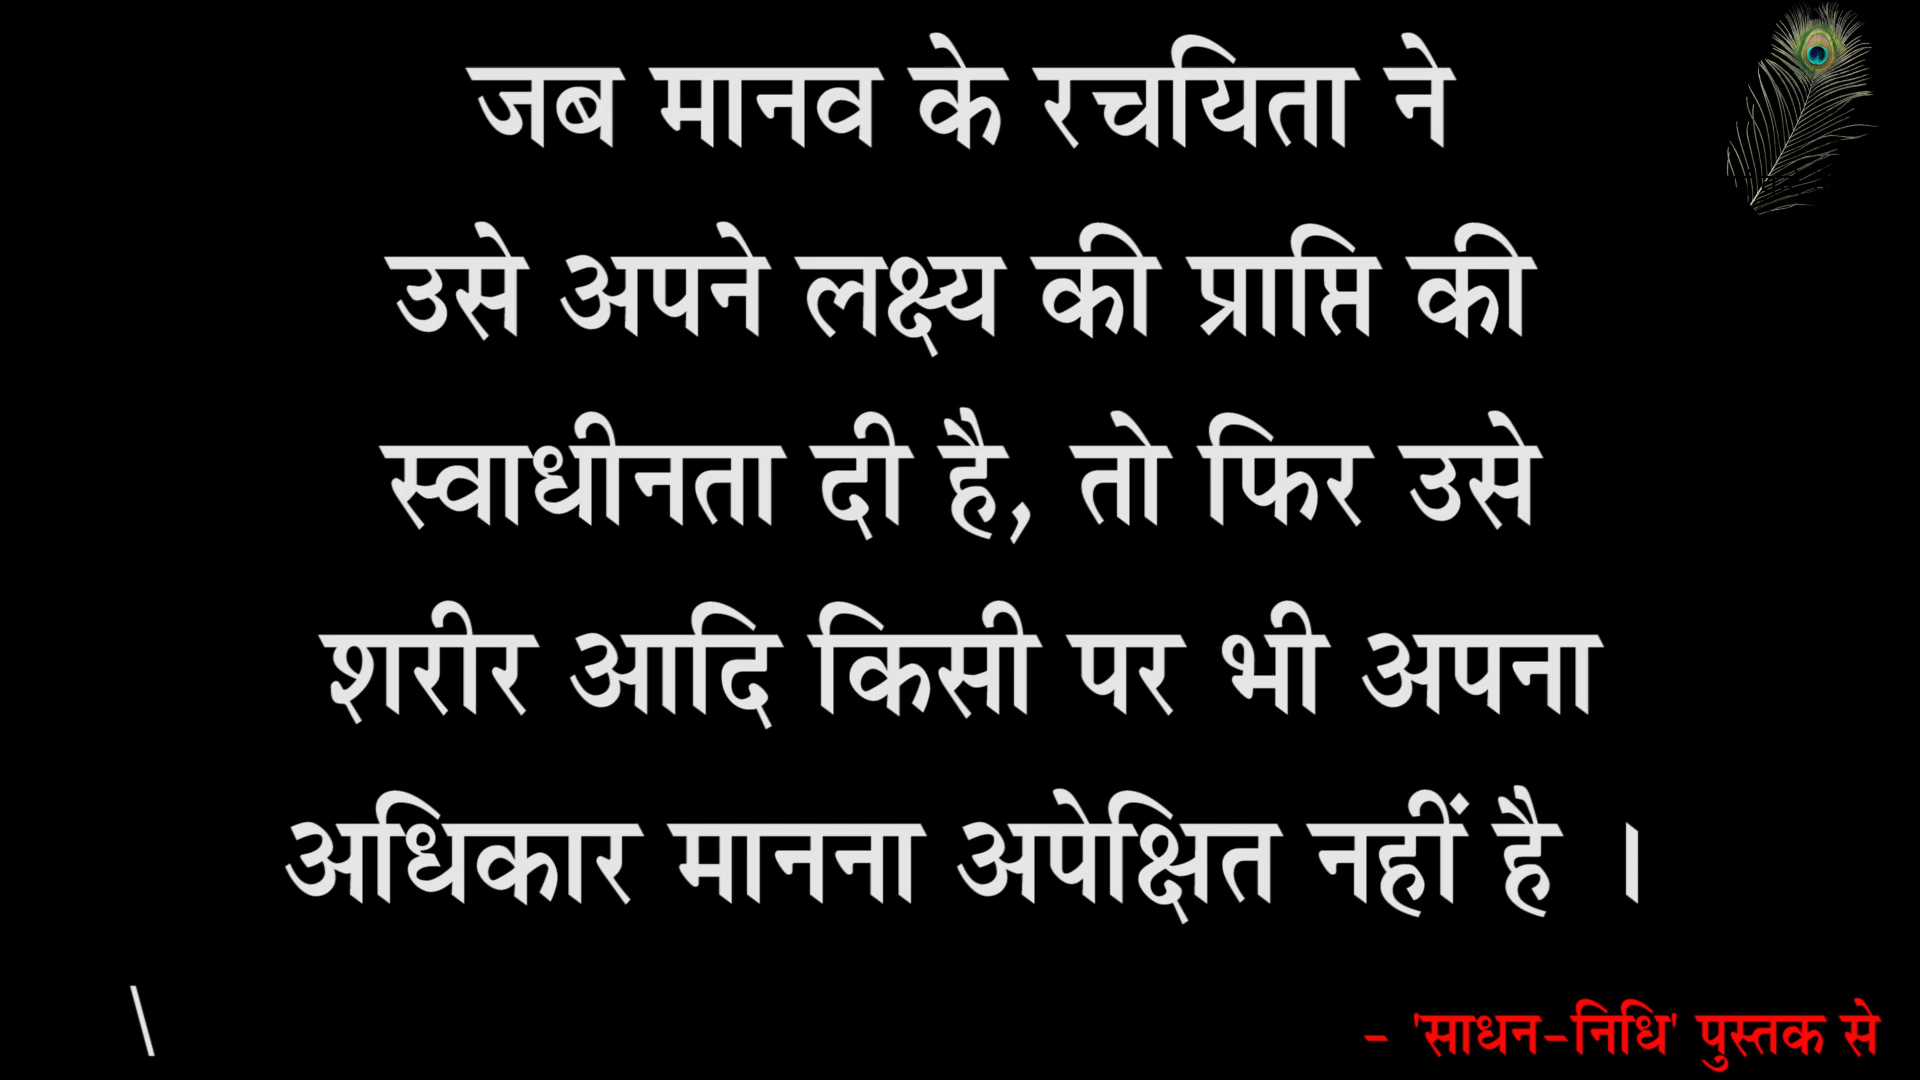 जब मानव के रचयिता ने
उसे अपने लक्ष्य की प्राप्ति की
स्वाधीनता दी है, तो फिर उसे
शरीर आदि किसी पर भी अपना
अधिकार मानना अपेक्षित नहीं है ।
\
- 'साधन-निधि' पुस्तक से